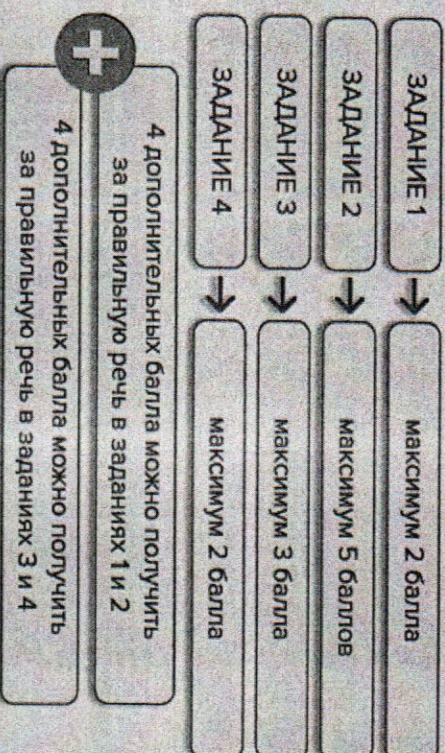 ЗАДАНИЕ 1 → максимум 2 балла
ЗАДАНИЕ 2 → максимум 5 баллов
ЗАДАНИЕ 3 → максимум 3 балла
ЗАДАНИЕ 4 → максимум 2 балла
+
4 дополнительных балла можно получить
за правильную речь в заданиях 1 и 2
4 дополнительных балла можно получить
за правильную речь в заданиях 3 и 4